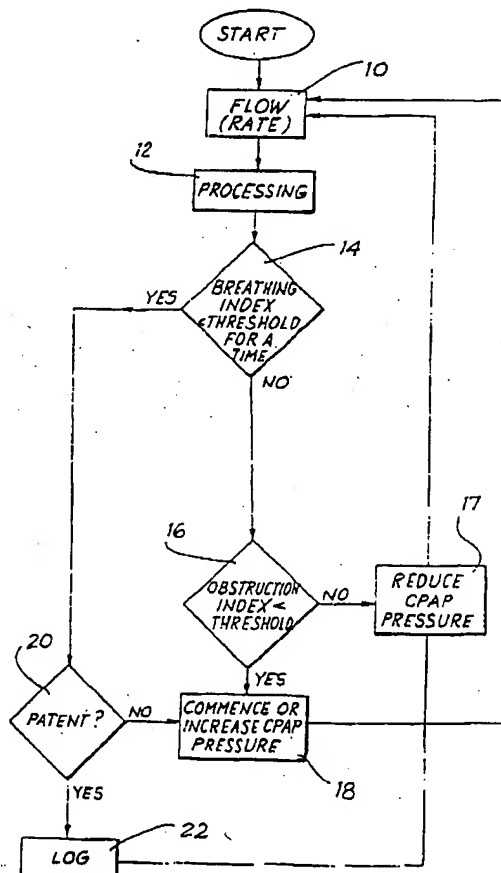 START
10
FLOW
(RATE)
12
PROCESSING
14
YES
BREATHING
INDEX
<THRESHOLD
FOR A
TIME
NO
16
OBSTRUCTION
INDEX <
THRESHOLD
NO
17
REDUCE
CPAP
PRESSURE
YES
20
PATENT?
NO
COMMENCE OR
INCREASE CPAP
PRESSURE
18
YES
22
LOG